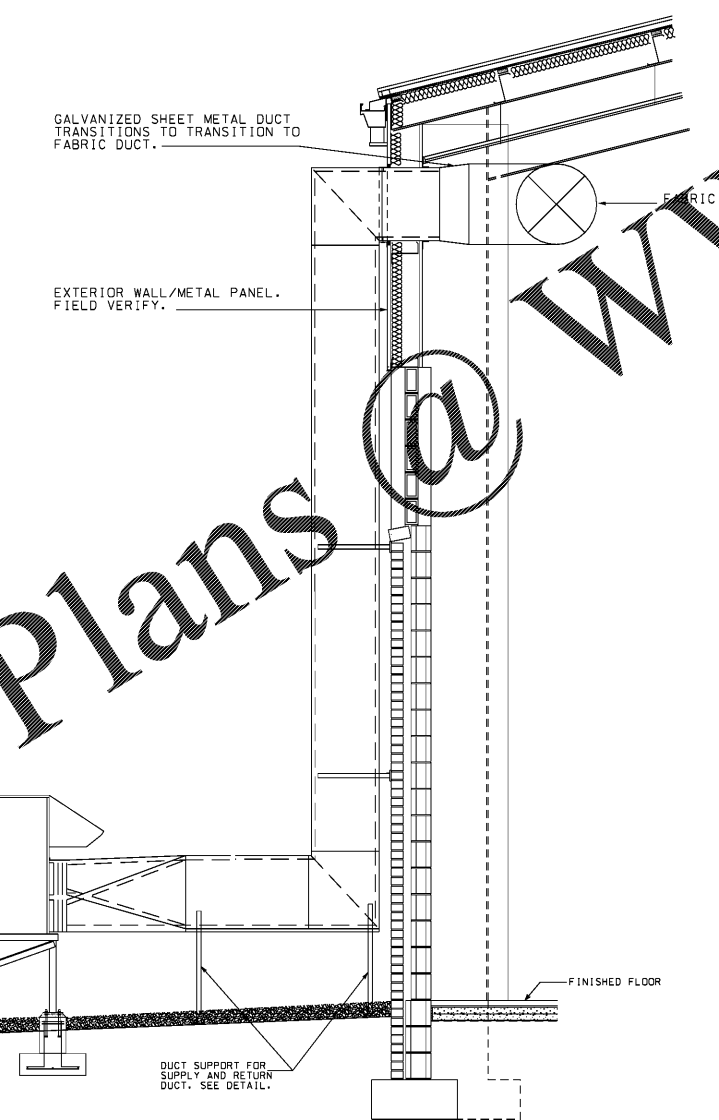 GALVANIZED SHEET METAL DUCT
TRANSITIONS TO TRANSITION TO
FABRIC DUCT.
FABRIC
EXTERIOR WALL/METAL PANEL.
FIELD VERIFY.
Plans @ W
FINISHED FLOOR
DUCT SUPPORT FOR
SUPPLY AND RETURN
DUCT. SEE DETAIL.